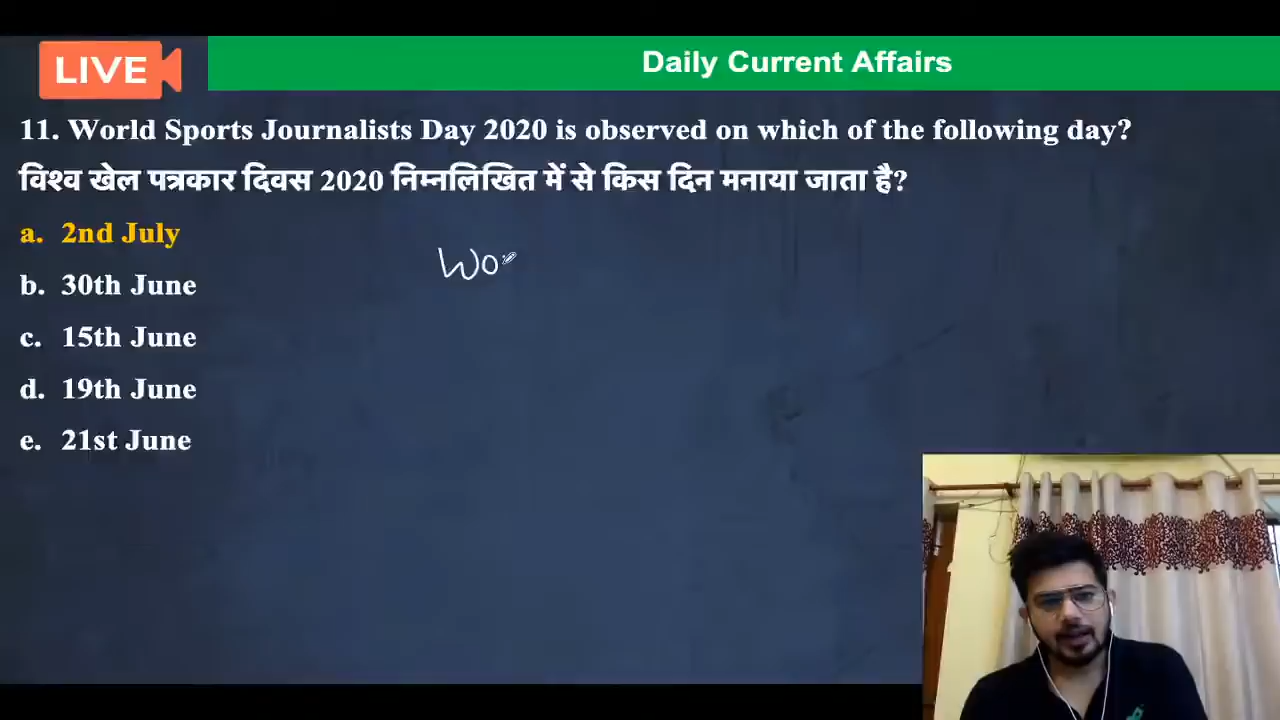 LIVE
Daily Current Affairs
11. World Sports Journalists Day 2020 is observed on which of the following day?
विश्व खेल पत्रकार दिवस 2020 निम्नलिखित में से किस दिन मनाया जाता है?
a. 2nd July
Wo
b. 30th June
c. 15th June
d. 19th June
e. 21st June